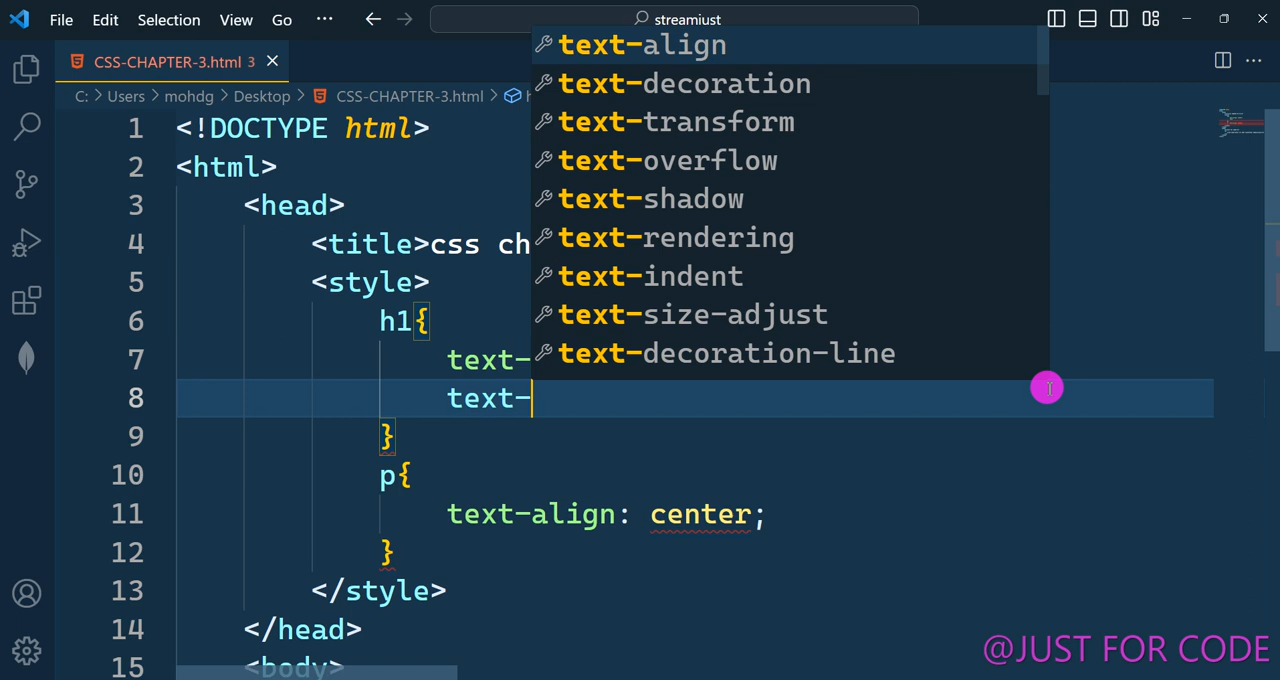 File Edit Selection View Go ··· streamiust
CSS-CHAPTER-3.html 3
C: > Users > mohdg > Desktop > CSS-CHAPTER-3.html >
1 <!DOCTYPE html>
2 <html>
3 <head>
4 <title>css ch
5 <style>
6 h1{
7 text-
8 text-
9 }
10 p{
11 text-align: center;
12 }
13 </style>
14 </head>
15 <body>
text-align
text-decoration
text-transform
text-overflow
text-shadow
text-rendering
text-indent
text-size-adjust
text-decoration-line
@JUST FOR CODE